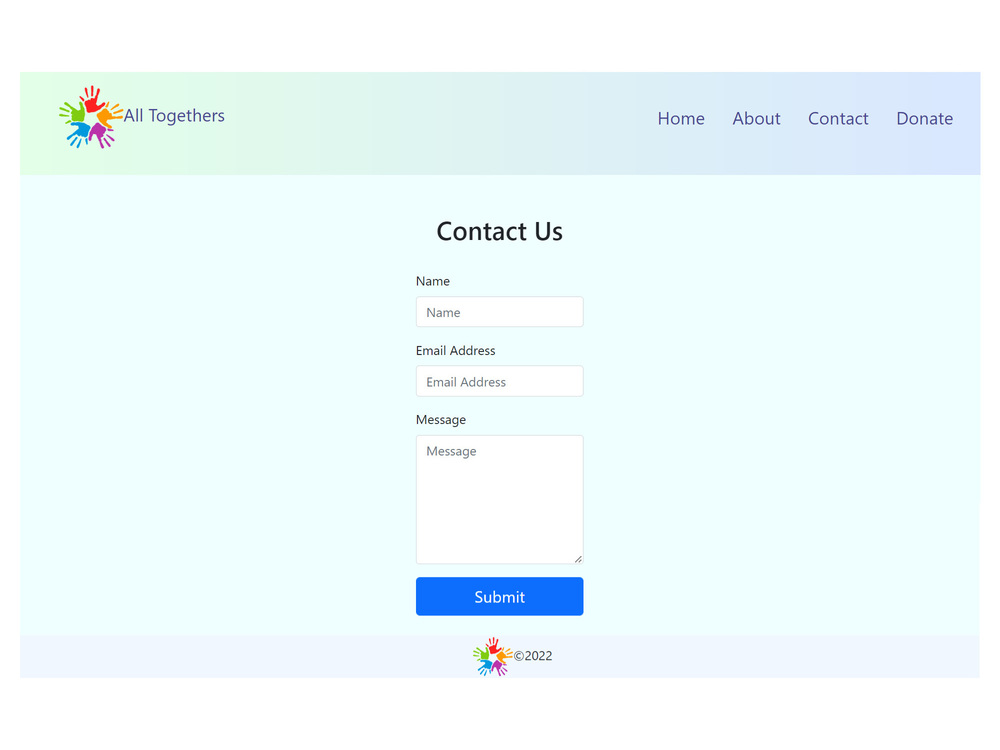 All Togethers
Home About Contact Donate
Contact Us
Name
Name
Email Address
Email Address
Message
Message
Submit
©2022